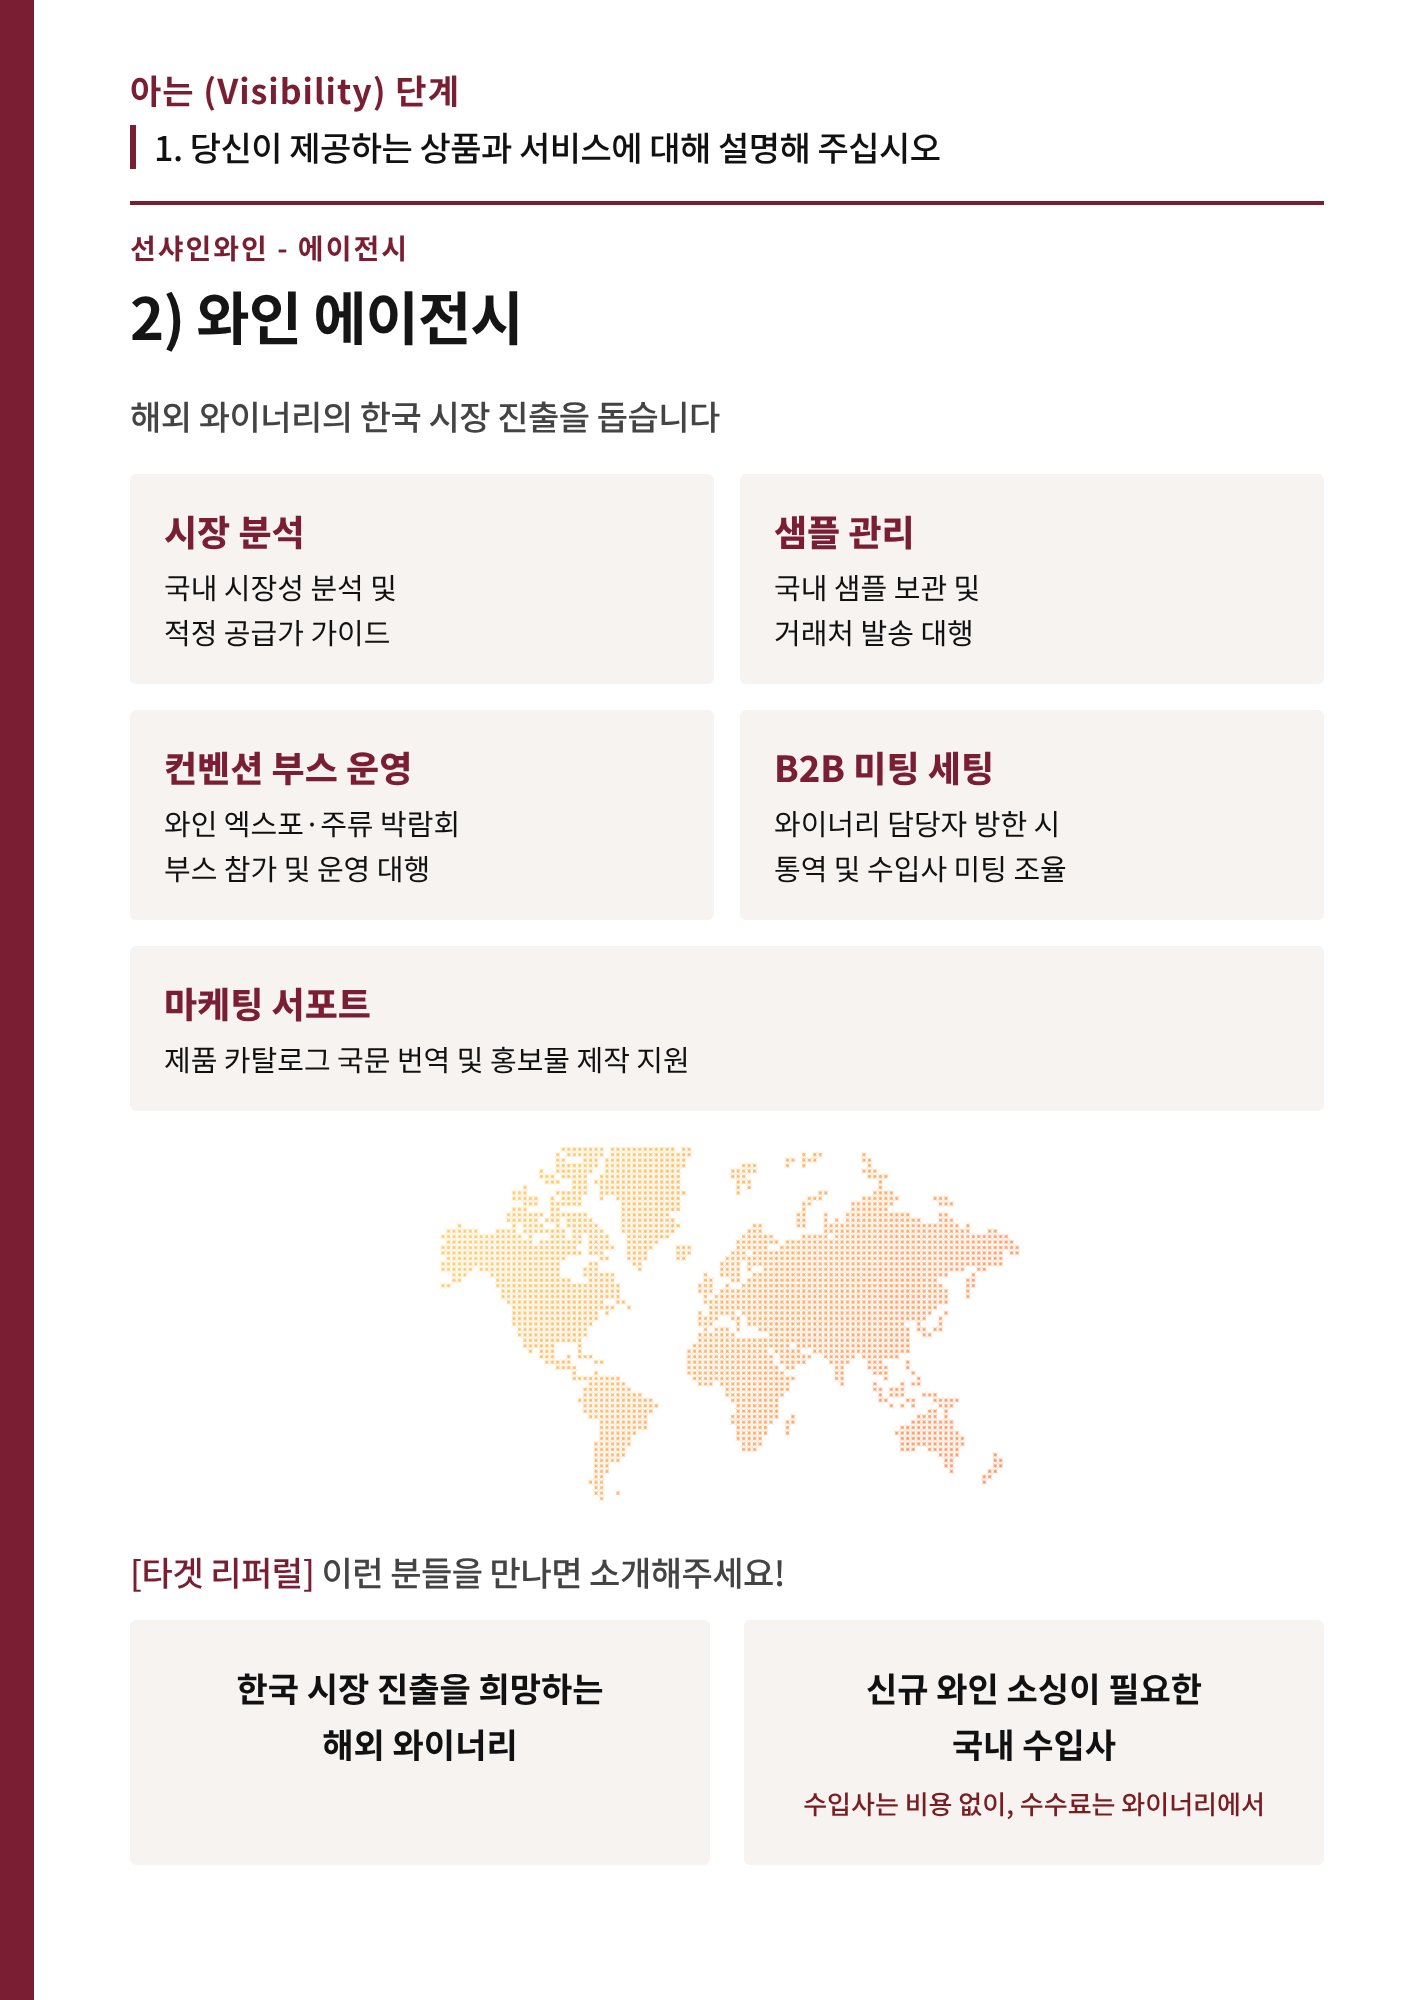 아는 (Visibility) 단계
1. 당신이 제공하는 상품과 서비스에 대해 설명해 주십시오
선샤인와인 - 에이전시
2) 와인 에이전시
해외 와이너리의 한국 시장 진출을 돕습니다
시장 분석
국내 시장성 분석 및
적정 공급가 가이드
샘플 관리
국내 샘플 보관 및
거래처 발송 대행
컨벤션 부스 운영
와인 엑스포·주류 박람회
부스 참가 및 운영 대행
B2B 미팅 세팅
와이너리 담당자 방한 시
통역 및 수입사 미팅 조율
마케팅 서포트
제품 카탈로그 국문 번역 및 홍보물 제작 지원
[타겟 리퍼럴] 이런 분들을 만나면 소개해주세요!
한국 시장 진출을 희망하는
해외 와이너리
신규 와인 소싱이 필요한
국내 수입사
수입사는 비용 없이, 수수료는 와이너리에서